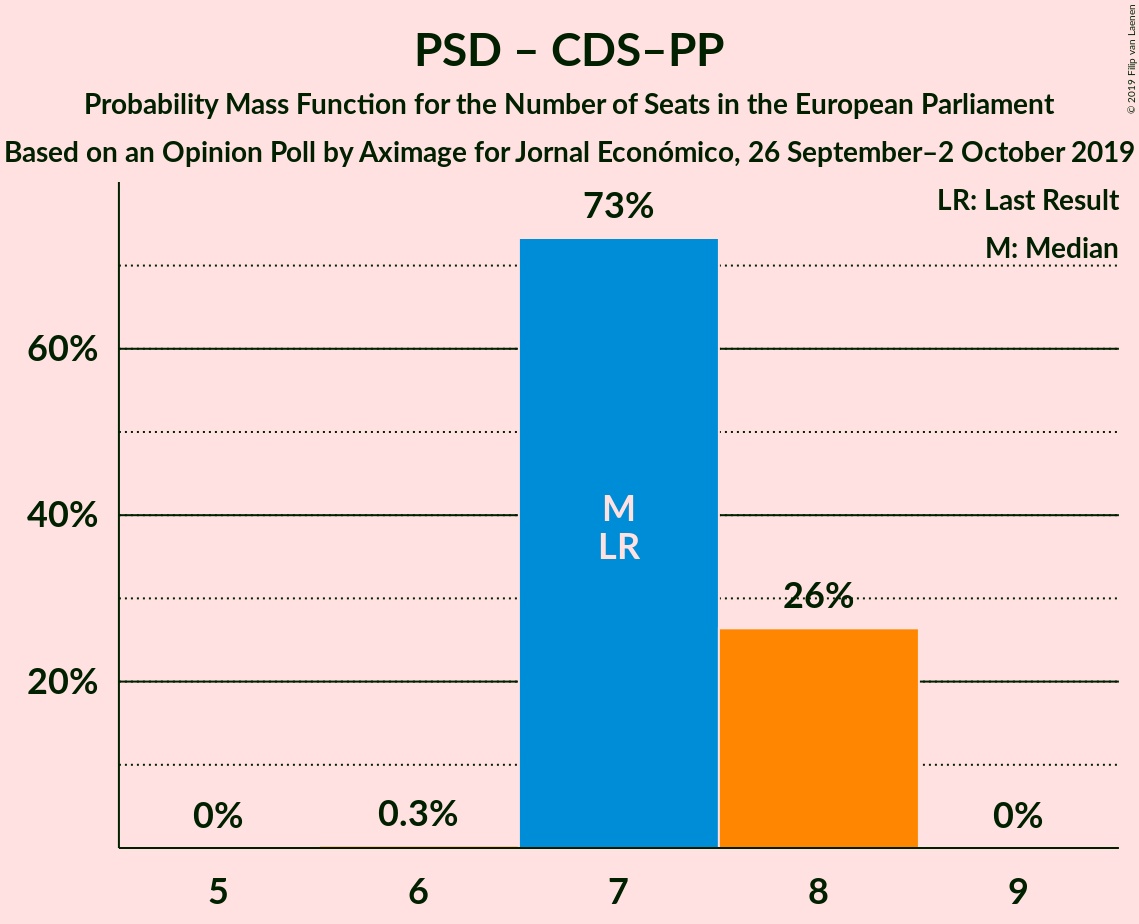 PSD – CDS–PP
Probability Mass Function for the Number of Seats in the European Parliament
Based on an Opinion Poll by Aximage for Jornal Económico, 26 September–2 October 2019
© 2019 Filip van Laenen
LR: Last Result
M: Median
73%
60%
M
40%
LR
26%
20%
0%
0.3%
0%
5
6
7
8
9